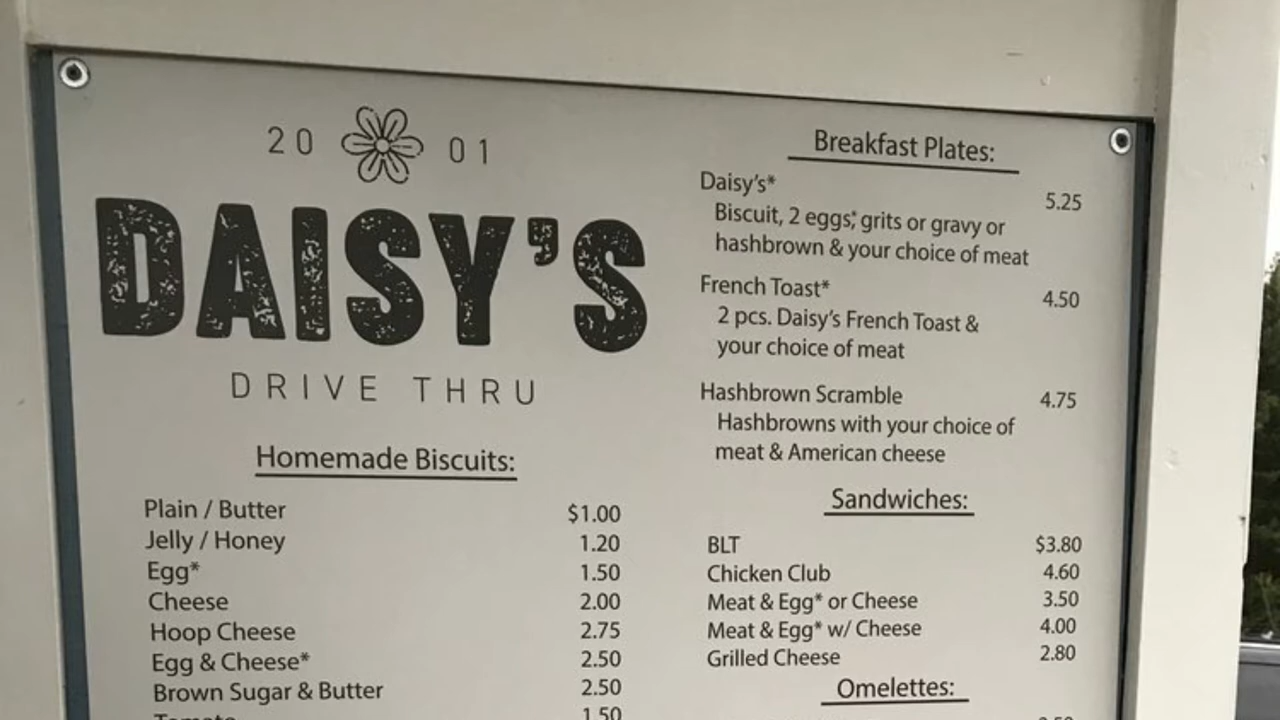 20 01
DAISY'S
DRIVE THRU
Homemade Biscuits:
Plain / Butter $1.00
Jelly / Honey 1.20
Egg* 1.50
Cheese 2.00
Hoop Cheese 2.75
Egg & Cheese* 2.50
Brown Sugar & Butter 2.50
Tomato 1.50
Breakfast Plates:
Daisy's* 5.25
Biscuit, 2 eggs*, grits or gravy or
hashbrown & your choice of meat
French Toast* 4.50
2 pcs. Daisy's French Toast &
your choice of meat
Hashbrown Scramble 4.75
Hashbrowns with your choice of
meat & American cheese
Sandwiches:
BLT $3.80
Chicken Club 4.60
Meat & Egg* or Cheese 3.50
Meat & Egg* w/ Cheese 4.00
Grilled Cheese 2.80
Omelettes: